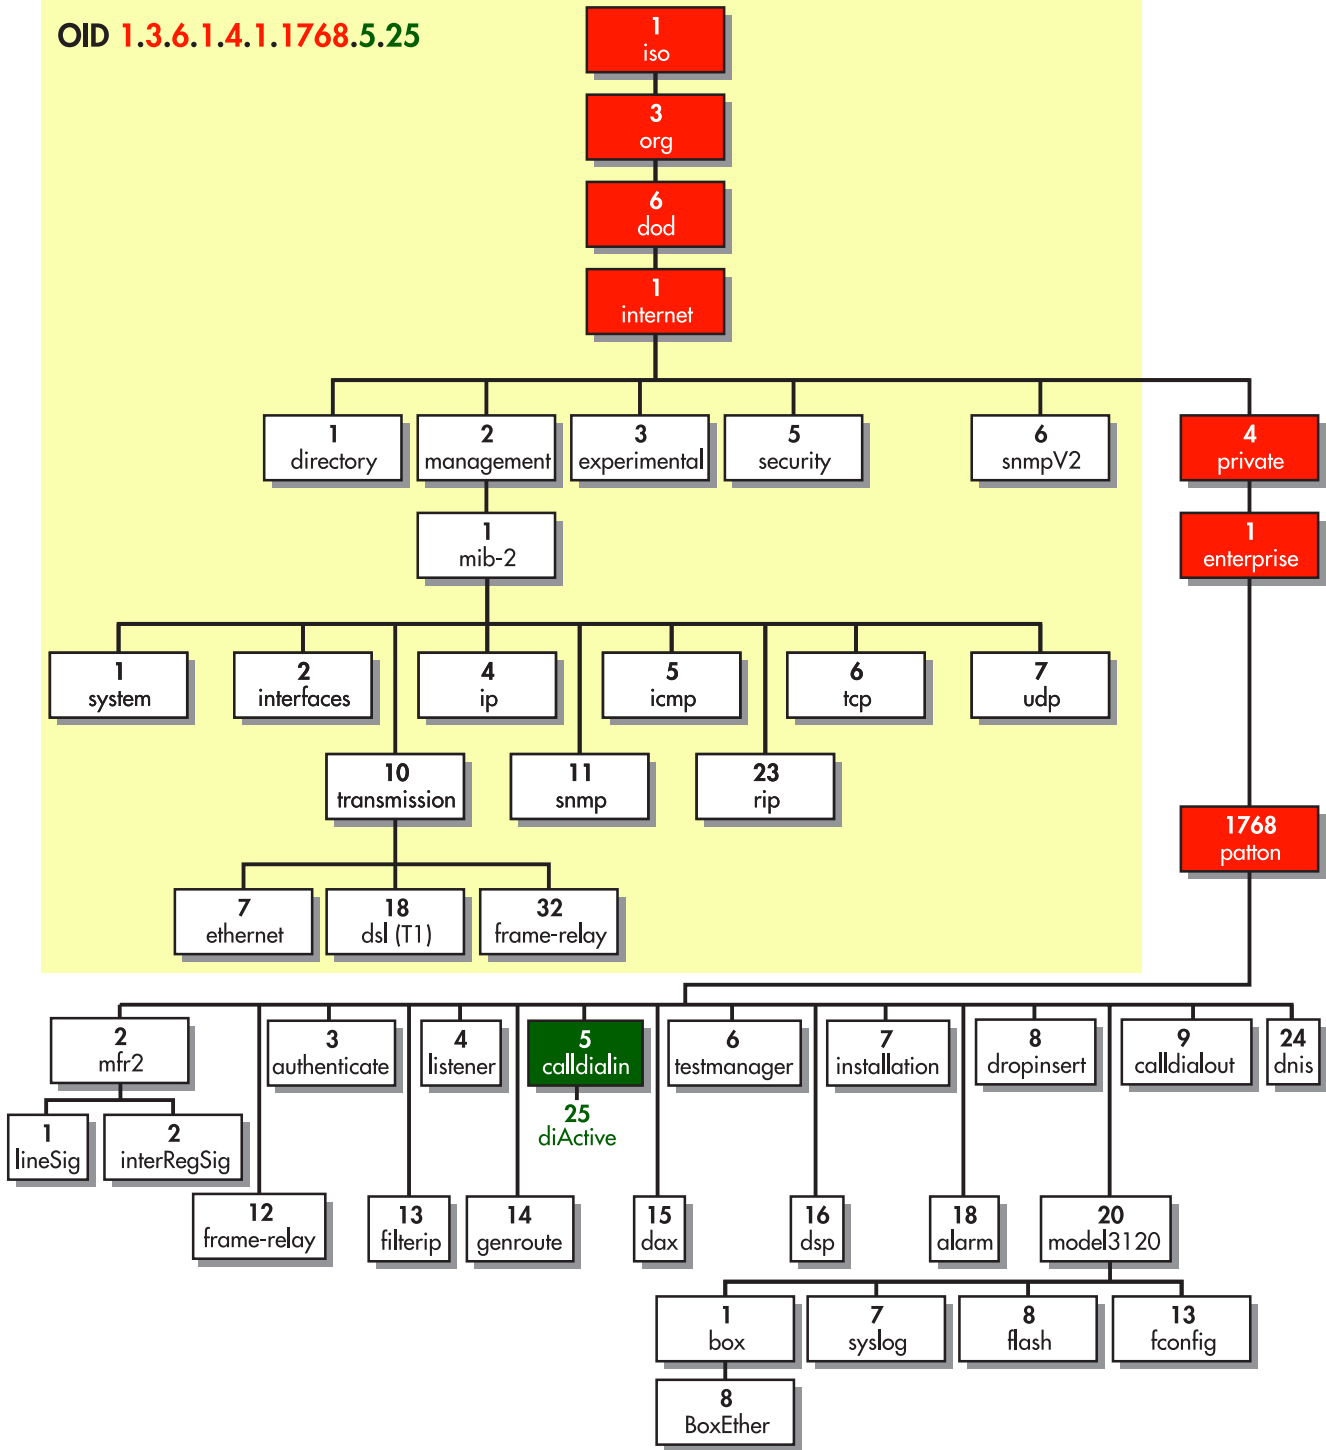 OID 1.3.6.1.4.1.1768.5.25
1
iso
3
org
6
dod
1
internet
1
directory
2
management
3
experimental
5
security
6
snmpV2
4
private
1
mib-2
1
enterprise
1
system
2
interfaces
4
ip
5
icmp
6
tcp
7
udp
10
transmission
11
snmp
23
rip
1768
patton
7
ethernet
18
dsl (T1)
32
frame-relay
2
mfr2
3
authenticate
4
listener
5
calldialin
6
testmanager
7
installation
8
dropinsert
9
calldialout
24
dnis
25
diActive
1
lineSig
2
interRegSig
12
frame-relay
13
filterip
14
genroute
15
dax
16
dsp
18
alarm
20
model3120
1
box
7
syslog
8
flash
13
fconfig
8
BoxEther